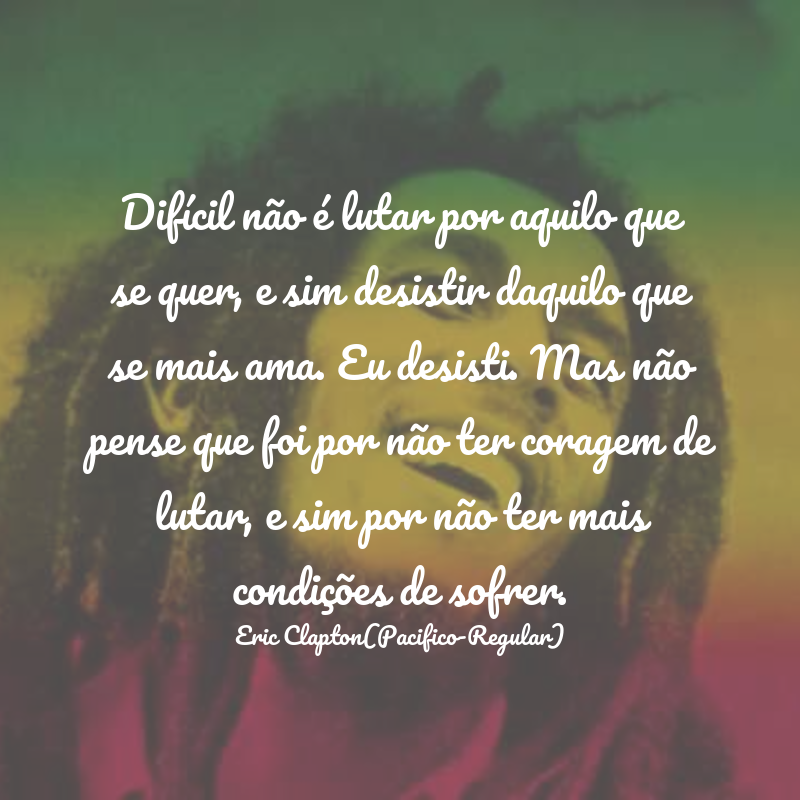 Difícil não é lutar por aquilo que
se quer, e sim desistir daquilo que
se mais ama. Eu desisti. Mas não
pense que foi por não ter coragem de
lutar, e sim por não ter mais
condições de sofrer.
Eric Clapton(Pacifico-Regular)